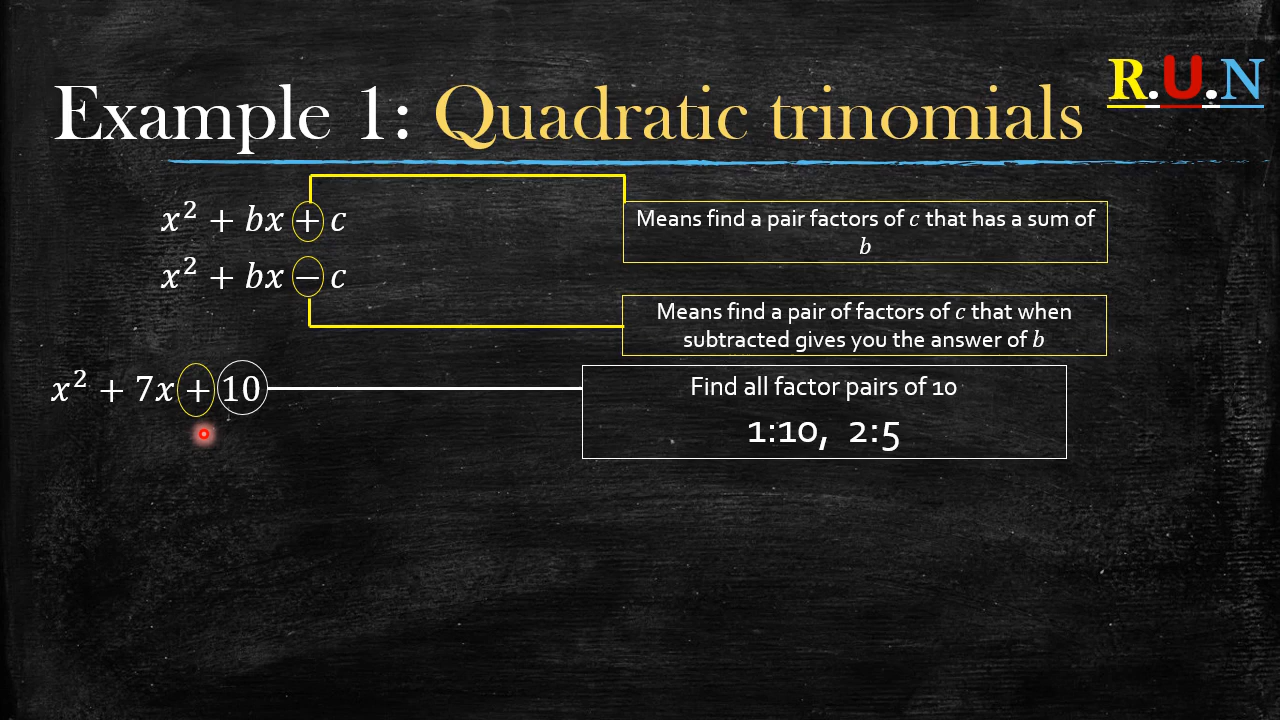 R.U.N
Example 1: Quadratic trinomials
x² + bx + c
Means find a pair factors of c that has a sum of
b
x² + bx − c
Means find a pair of factors of c that when
subtracted gives you the answer of b
x² + 7x + 10
Find all factor pairs of 10
1:10, 2:5